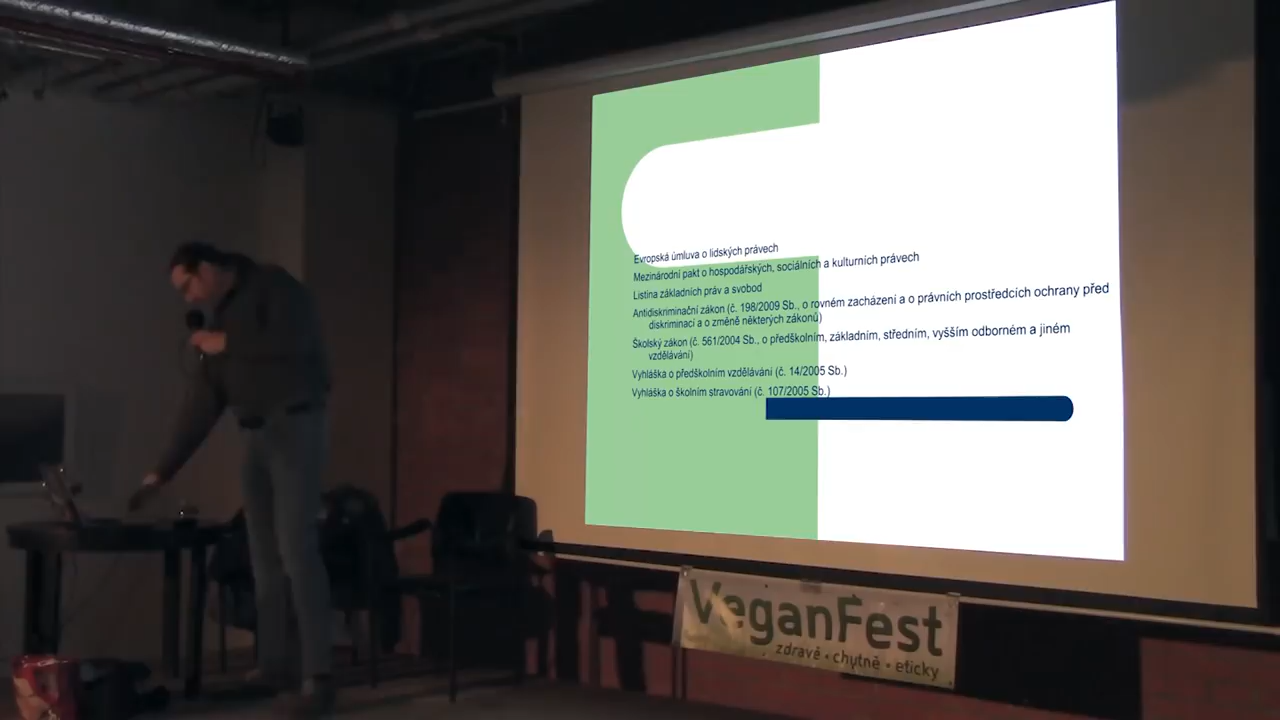 Evropská úmluva o lidských právech
Mezinárodní pakt o hospodářských, sociálních a kulturních právech
Listina základních práv a svobod
Antidiskriminační zákon (č. 198/2009 Sb., o rovném zacházení a o právních prostředcích ochrany před
diskriminací a o změně některých zákonů)
Školský zákon (č. 561/2004 Sb., o předškolním, základním, středním, vyšším odborném a jiném
vzdělávání)
Vyhláška o předškolním vzdělávání (č. 14/2005 Sb.)
Vyhláška o školním stravování (č. 107/2005 Sb.)
VeganFest
zdravě • chutně • eticky